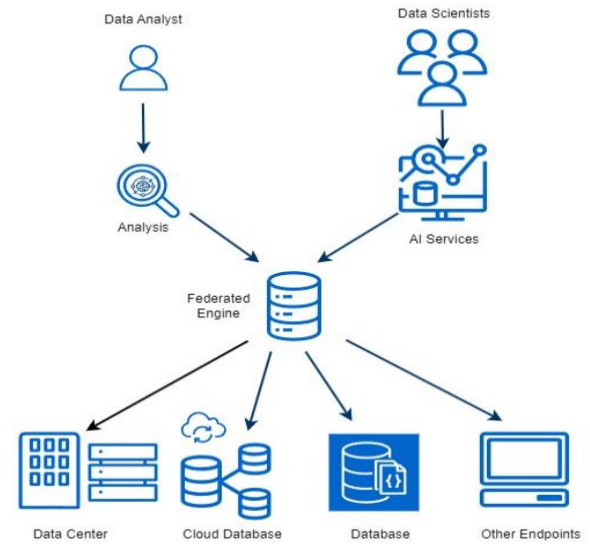 Data Analyst
Data Scientists
Analysis
AI Services
Federated
Engine
{}
Data Center
Cloud Database
Database
Other Endpoints